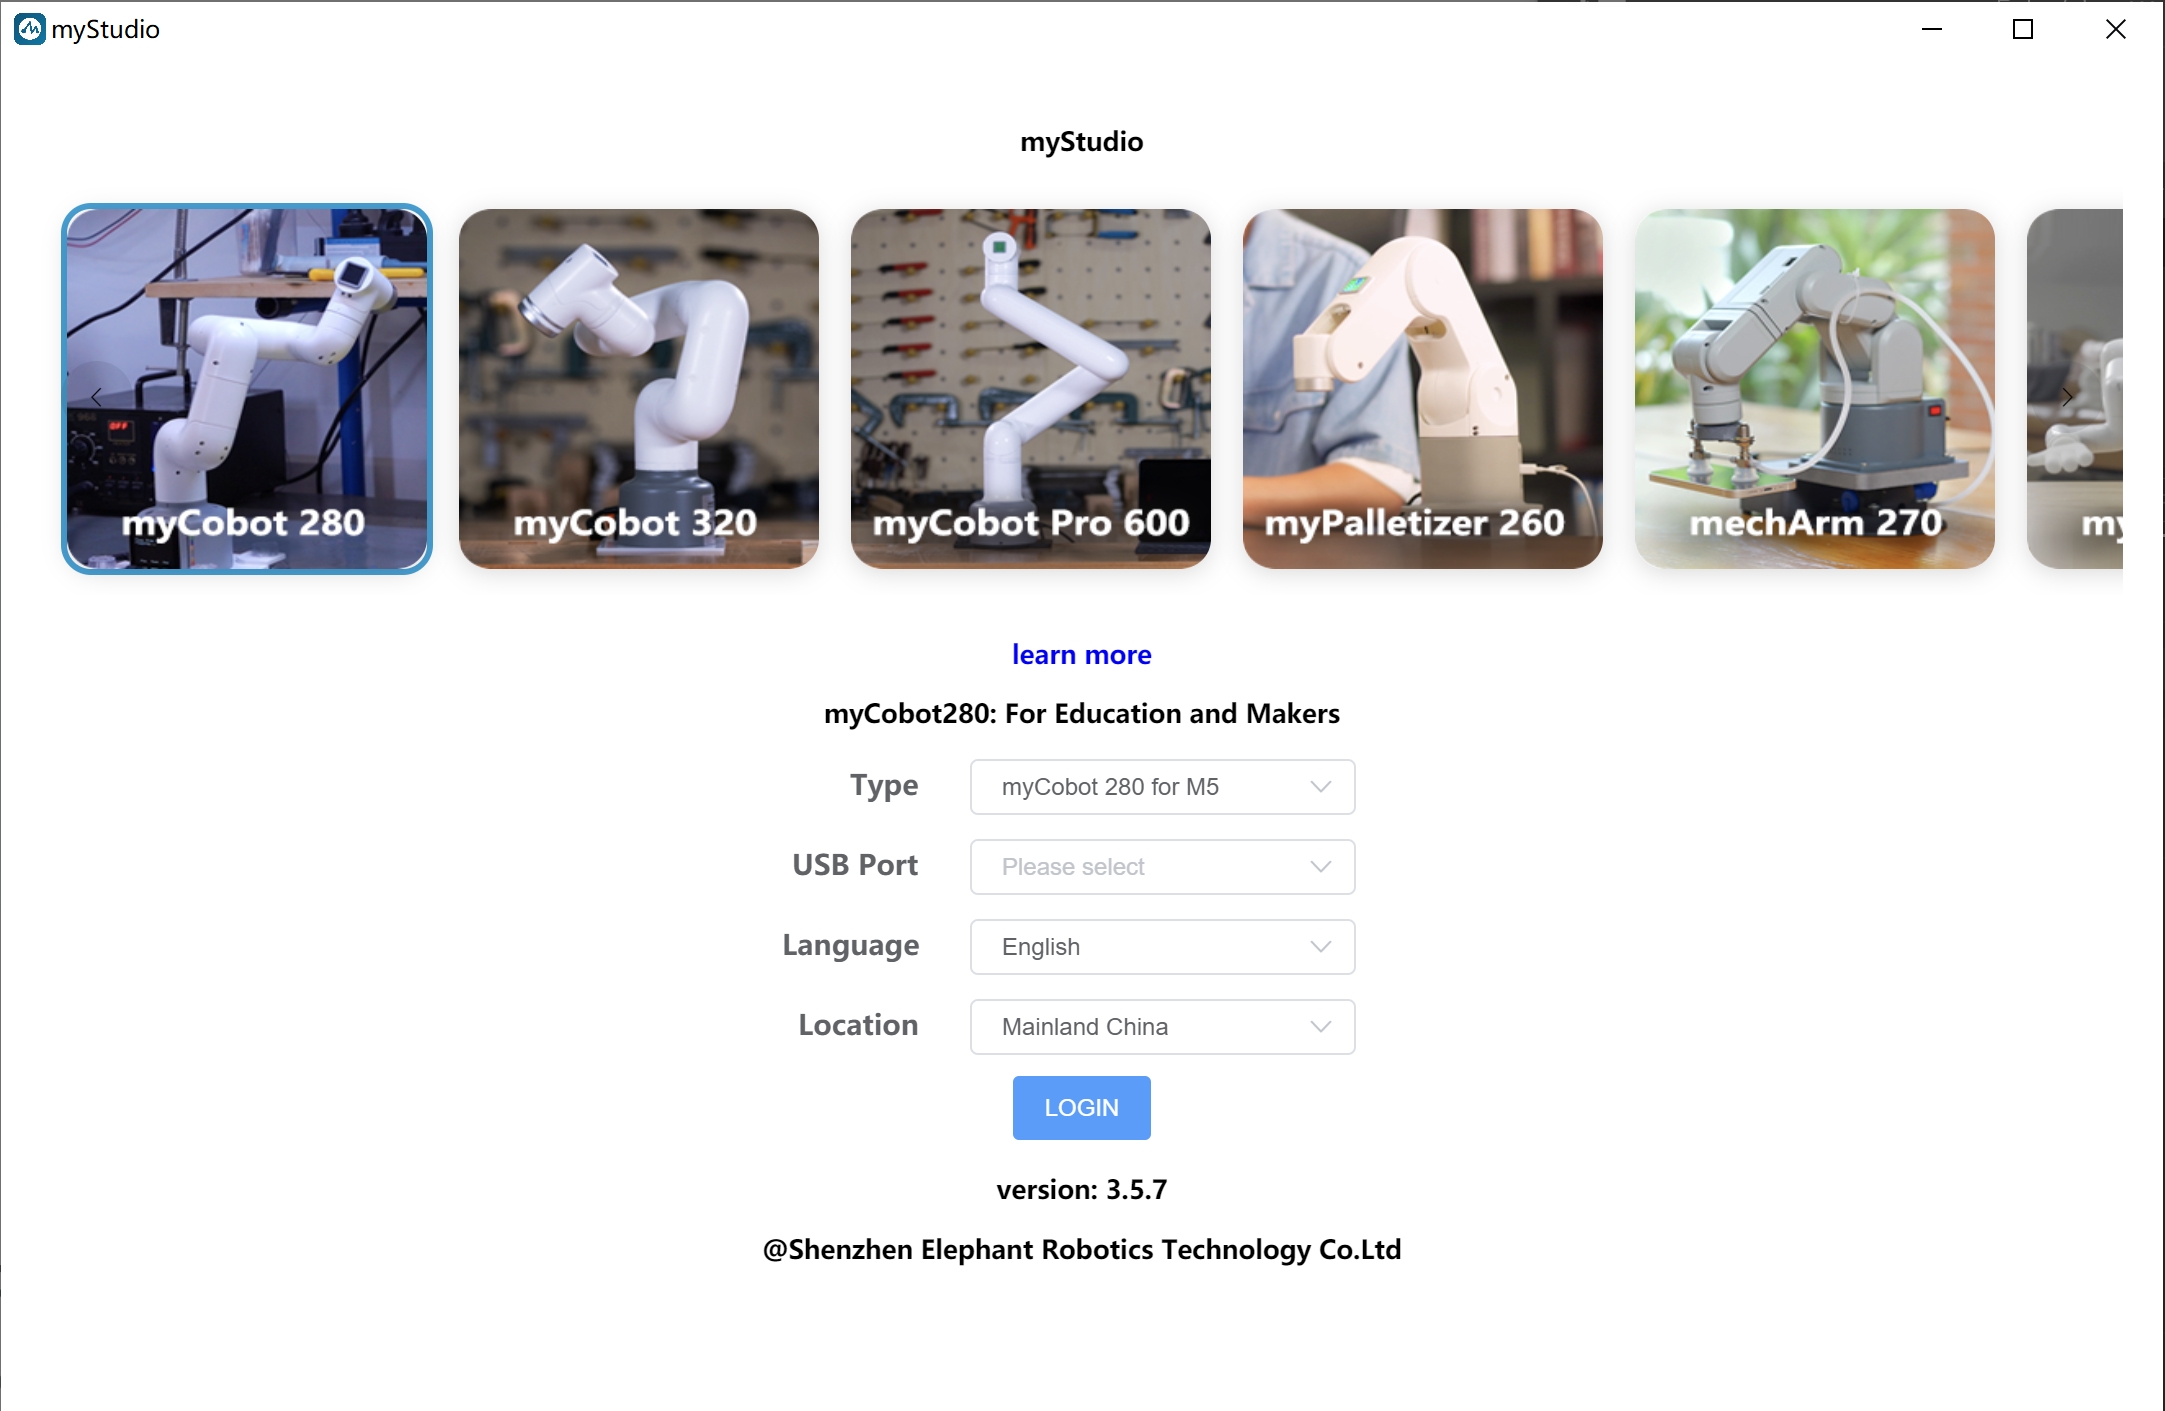 myStudio
myStudio
myCobot 280
myCobot 320
myCobot Pro 600
myPalletizer 260
mechArm 270
my
learn more
myCobot280: For Education and Makers
Type
myCobot 280 for M5
USB Port
Please select
Language
English
Location
Mainland China
LOGIN
version: 3.5.7
@Shenzhen Elephant Robotics Technology Co.Ltd